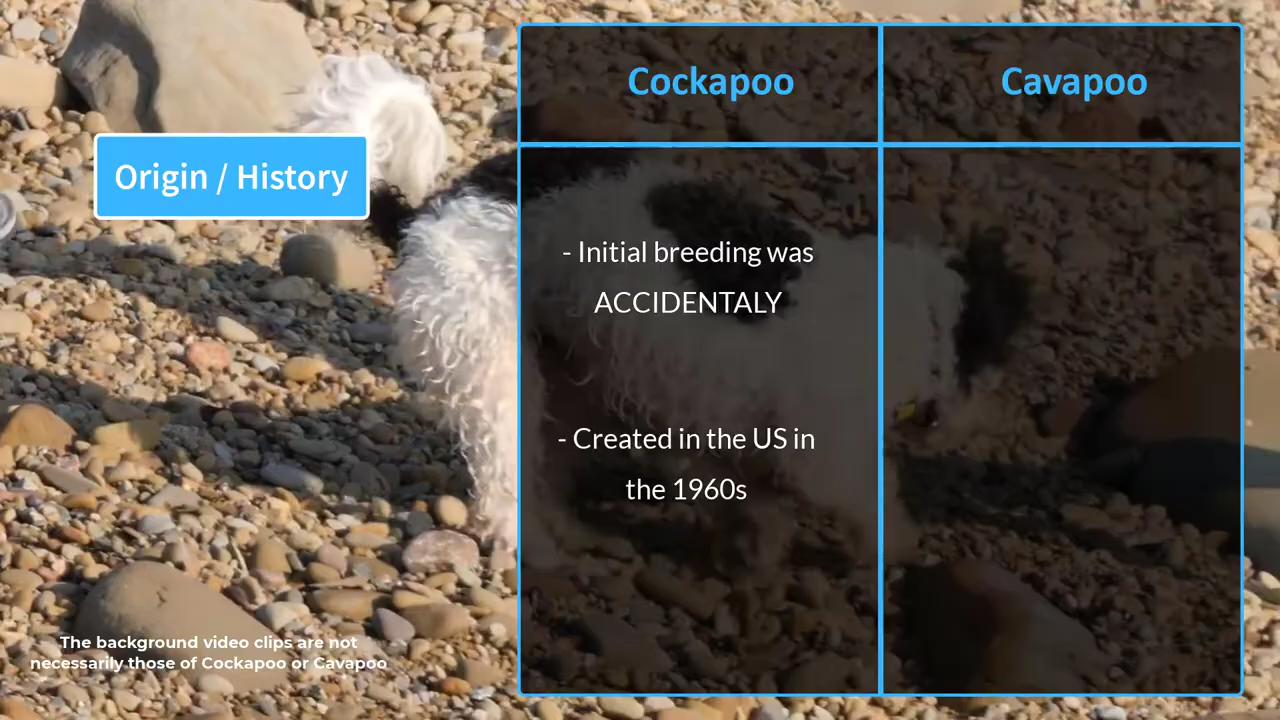 Origin / History
Cockapoo
Cavapoo
- Initial breeding was
ACCIDENTALY
- Created in the US in
the 1960s
The background video clips are not
necessarily those of Cockapoo or Cavapoo